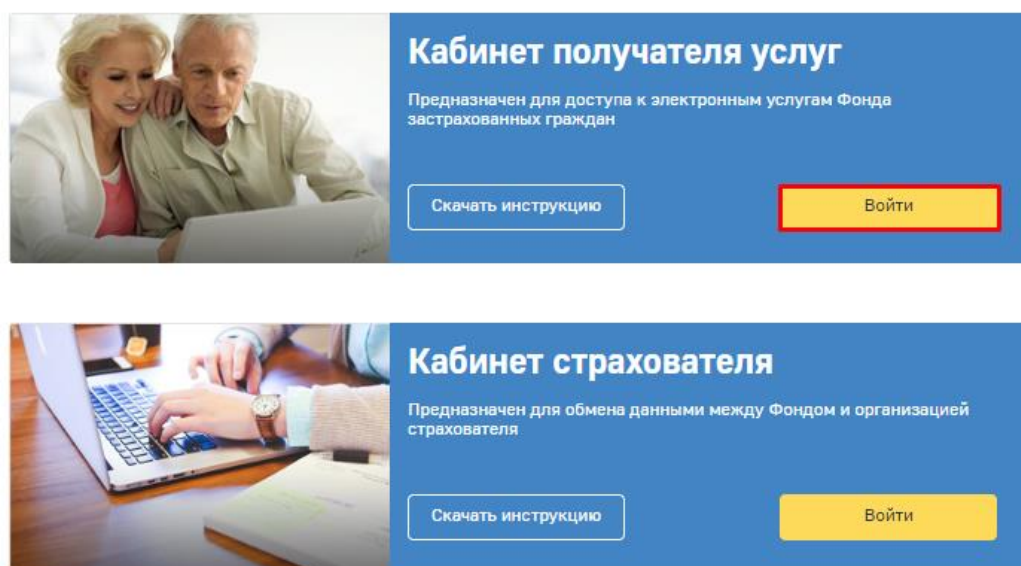 Кабинет получателя услуг
Предназначен для доступа к электронным услугам Фонда
застрахованных граждан
Скачать инструкцию
Войти
Кабинет страхователя
Предназначен для обмена данными между Фондом и организацией
страхователя
Скачать инструкцию
Войти